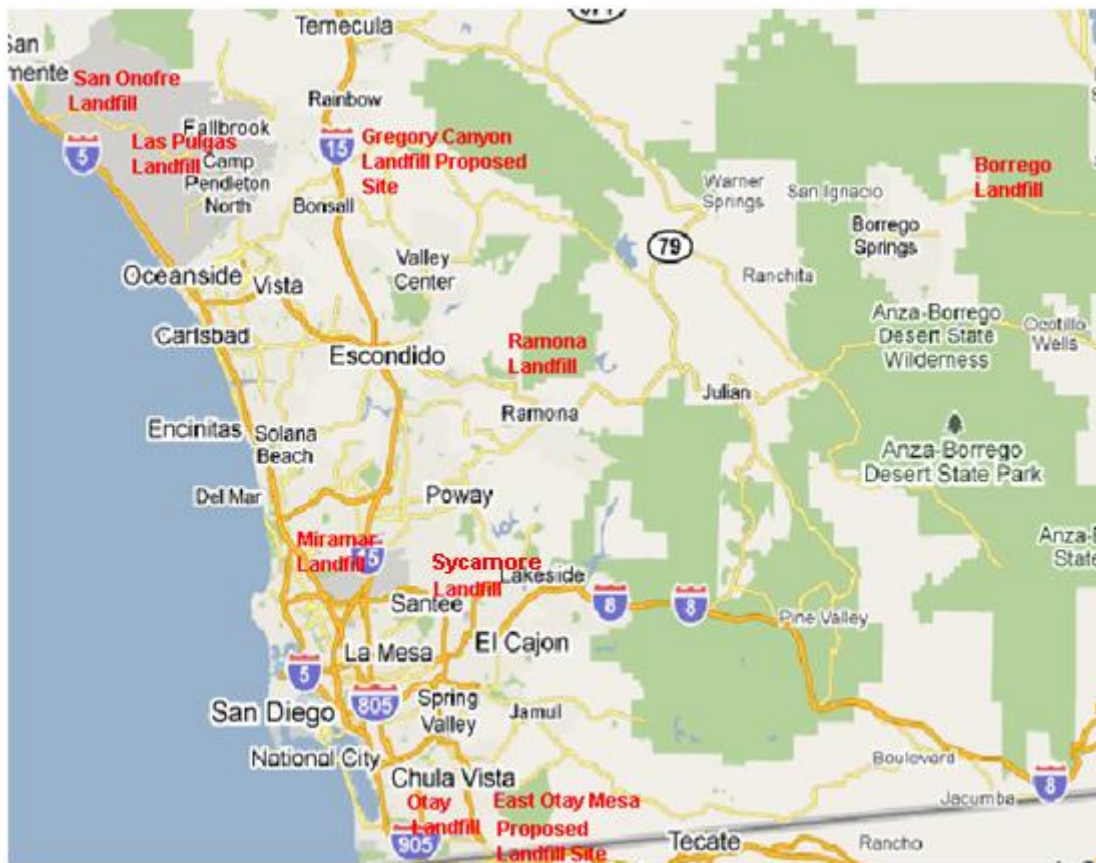 Temecula
San
mente
San Onofre
Landfill
Rainbow
Fallbrook
Las Pulgas
Landfill
Camp
Pendleton
North
5
15
Gregory Canyon
Landfill Proposed
Site
Bonsall
Warner
Springs
San Ignacio
Borrego
Landfill
Borrego
Springs
79
Valley
Center
Ranchita
Oceanside
Vista
Carlsbad
Escondido
Ramona
Landfill
Anza-Borrego
Desert State
Wilderness
Ocotillo
Wells
Julian
Ramona
Encinitas
Solana
Beach
Anza-Borrego
Desert State Park
Del Mar
Poway
Miramar
Landfill
15
Sycamore
Landfill
Lakeside
Anza-B
State
Santee
8
8
Pine Valley
El Cajon
La Mesa
5
805
Spring
Valley
San Diego
Jamul
National City
Boulevard
Chula Vista
8
Jacumba
Otay
Landfill
East Otay Mesa
Proposed
Landfill Site
905
Tecate
Rancho